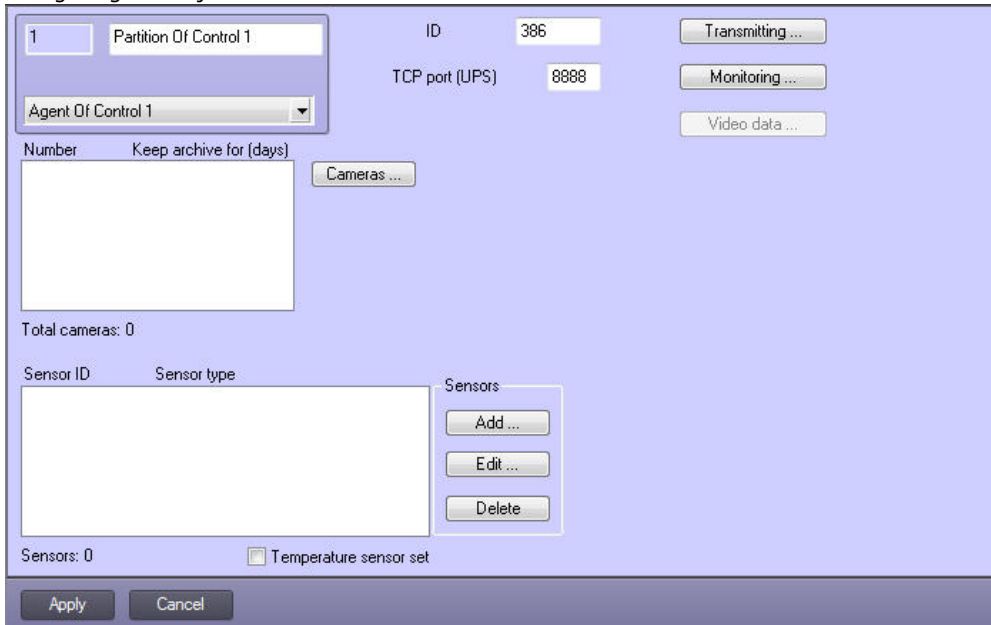 1 Partition Of Control 1 ID 386 Transmitting ...
TCP port (UPS) 8888 Monitoring ...
Agent Of Control 1 Video data ...
Number Keep archive for (days)
Cameras ...
Total cameras: 0
Sensor ID Sensor type
Sensors
Add ...
Edit ...
Delete
Sensors: 0 Temperature sensor set
Apply Cancel